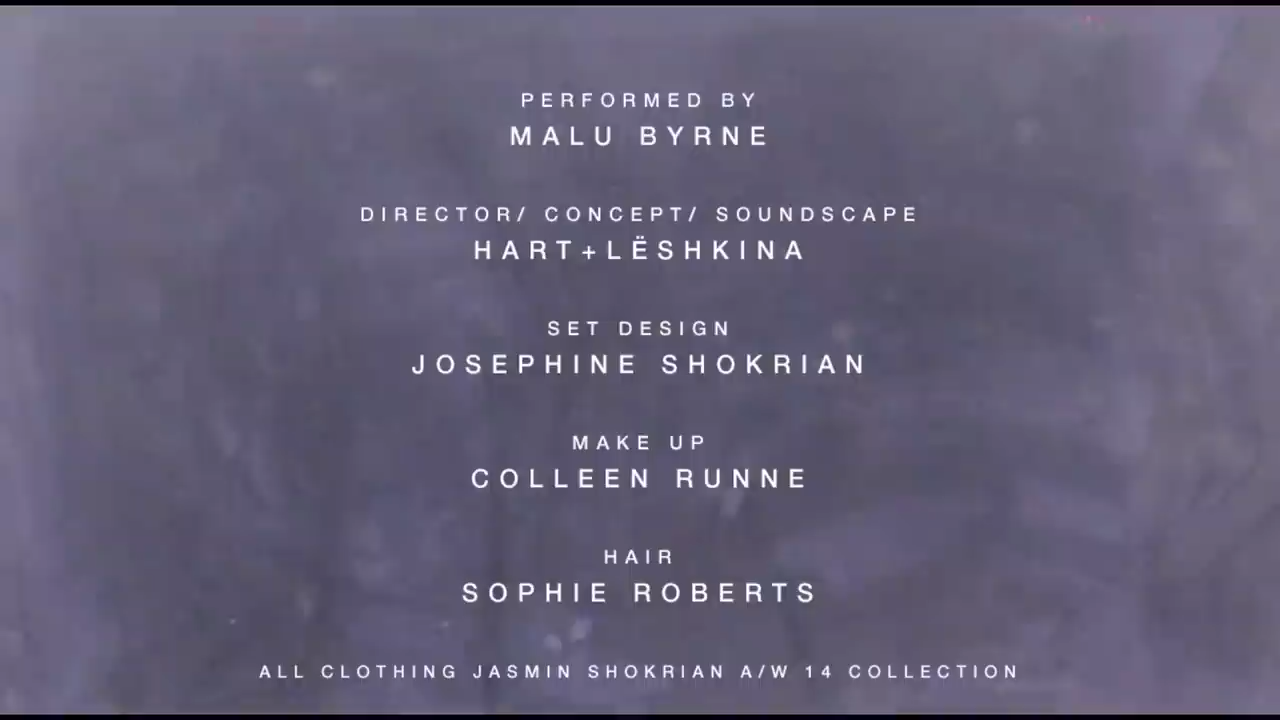 PERFORMED BY
MALU BYRNE
DIRECTOR/ CONCEPT/ SOUNDSCAPE
HART+LËSHKINA
SET DESIGN
JOSEPHINE SHOKRIAN
MAKE UP
COLLEEN RUNNE
HAIR
SOPHIE ROBERTS
ALL CLOTHING JASMIN SHOKRIAN A/W 14 COLLECTION